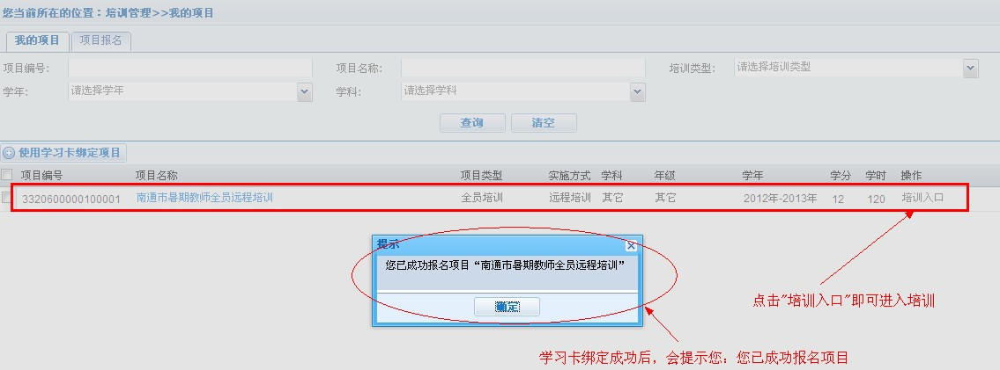 您当前所在的位置：培训管理>>我的项目
我的项目 项目报名
项目编号： 项目名称： 培训类型： 请选择培训类型
学年： 请选择学年 学科： 请选择学科
查询 清空
使用学习卡绑定项目
项目编号 项目名称 项目类型 实施方式 学科 年级 学年 学分 学时 操作
3320600000100001 南通市暑期教师全员远程培训 全员培训 远程培训 其它 其它 2012年-2013年 12 120 培训入口
提示
您已成功报名项目“南通市暑期教师全员远程培训”
确定
点击"培训入口"即可进入培训
学习卡绑定成功后，会提示您：您已成功报名项目